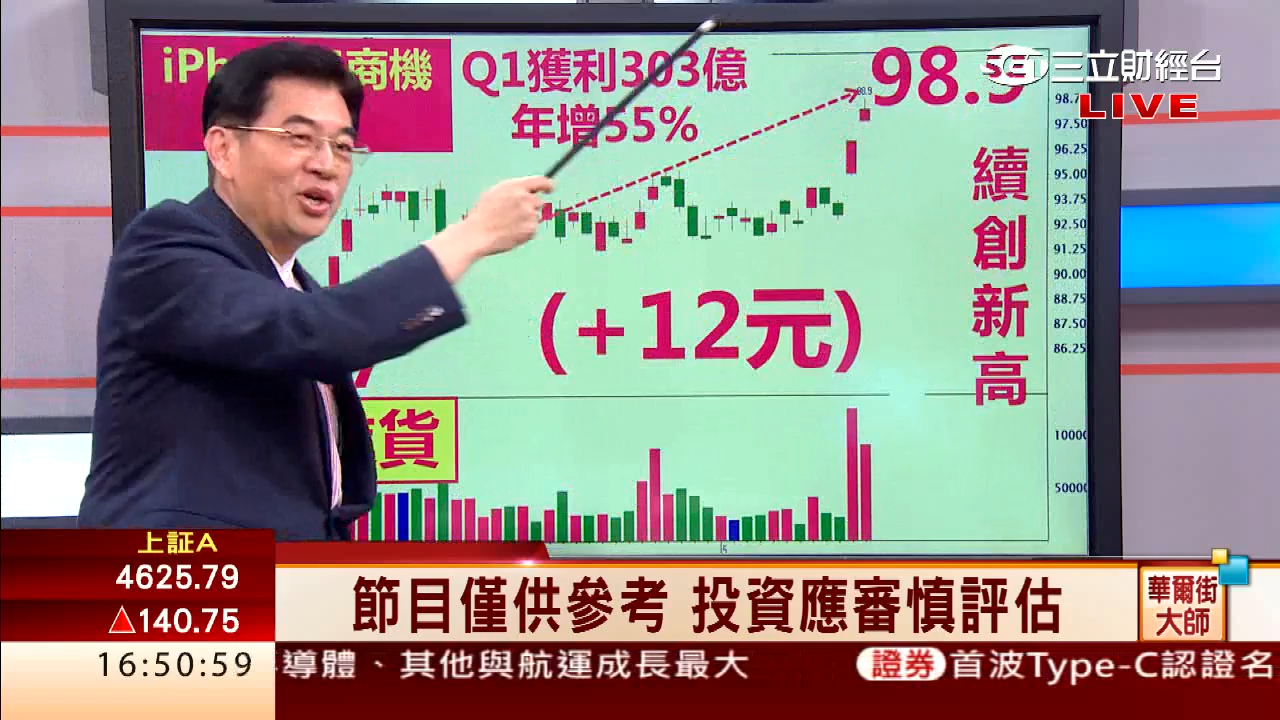 iPh 商機
Q1獲利303億
年增55%
98.9
三立財經台
LIVE
98.9
98.7
97.50
96.25
95.00
93.75
92.50
91.25
90.00
88.75
87.50
86.25
續創新高
(+12元)
貨
10000
50000
5
上証A
4625.79
▲140.75
16:50:59
節目僅供參考 投資應審慎評估
華爾街
大師
導體、其他與航運成長最大
證券 首波Type-C認證名